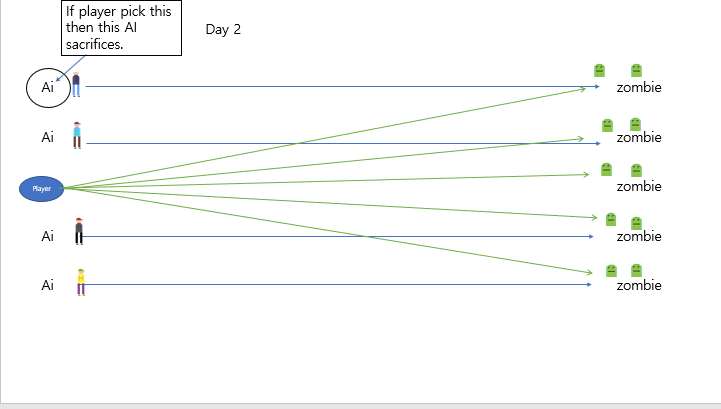 If player pick this
then this AI
sacrifices.
Day 2
Ai
zombie
Ai
zombie
Player
zombie
Ai
zombie
Ai
zombie